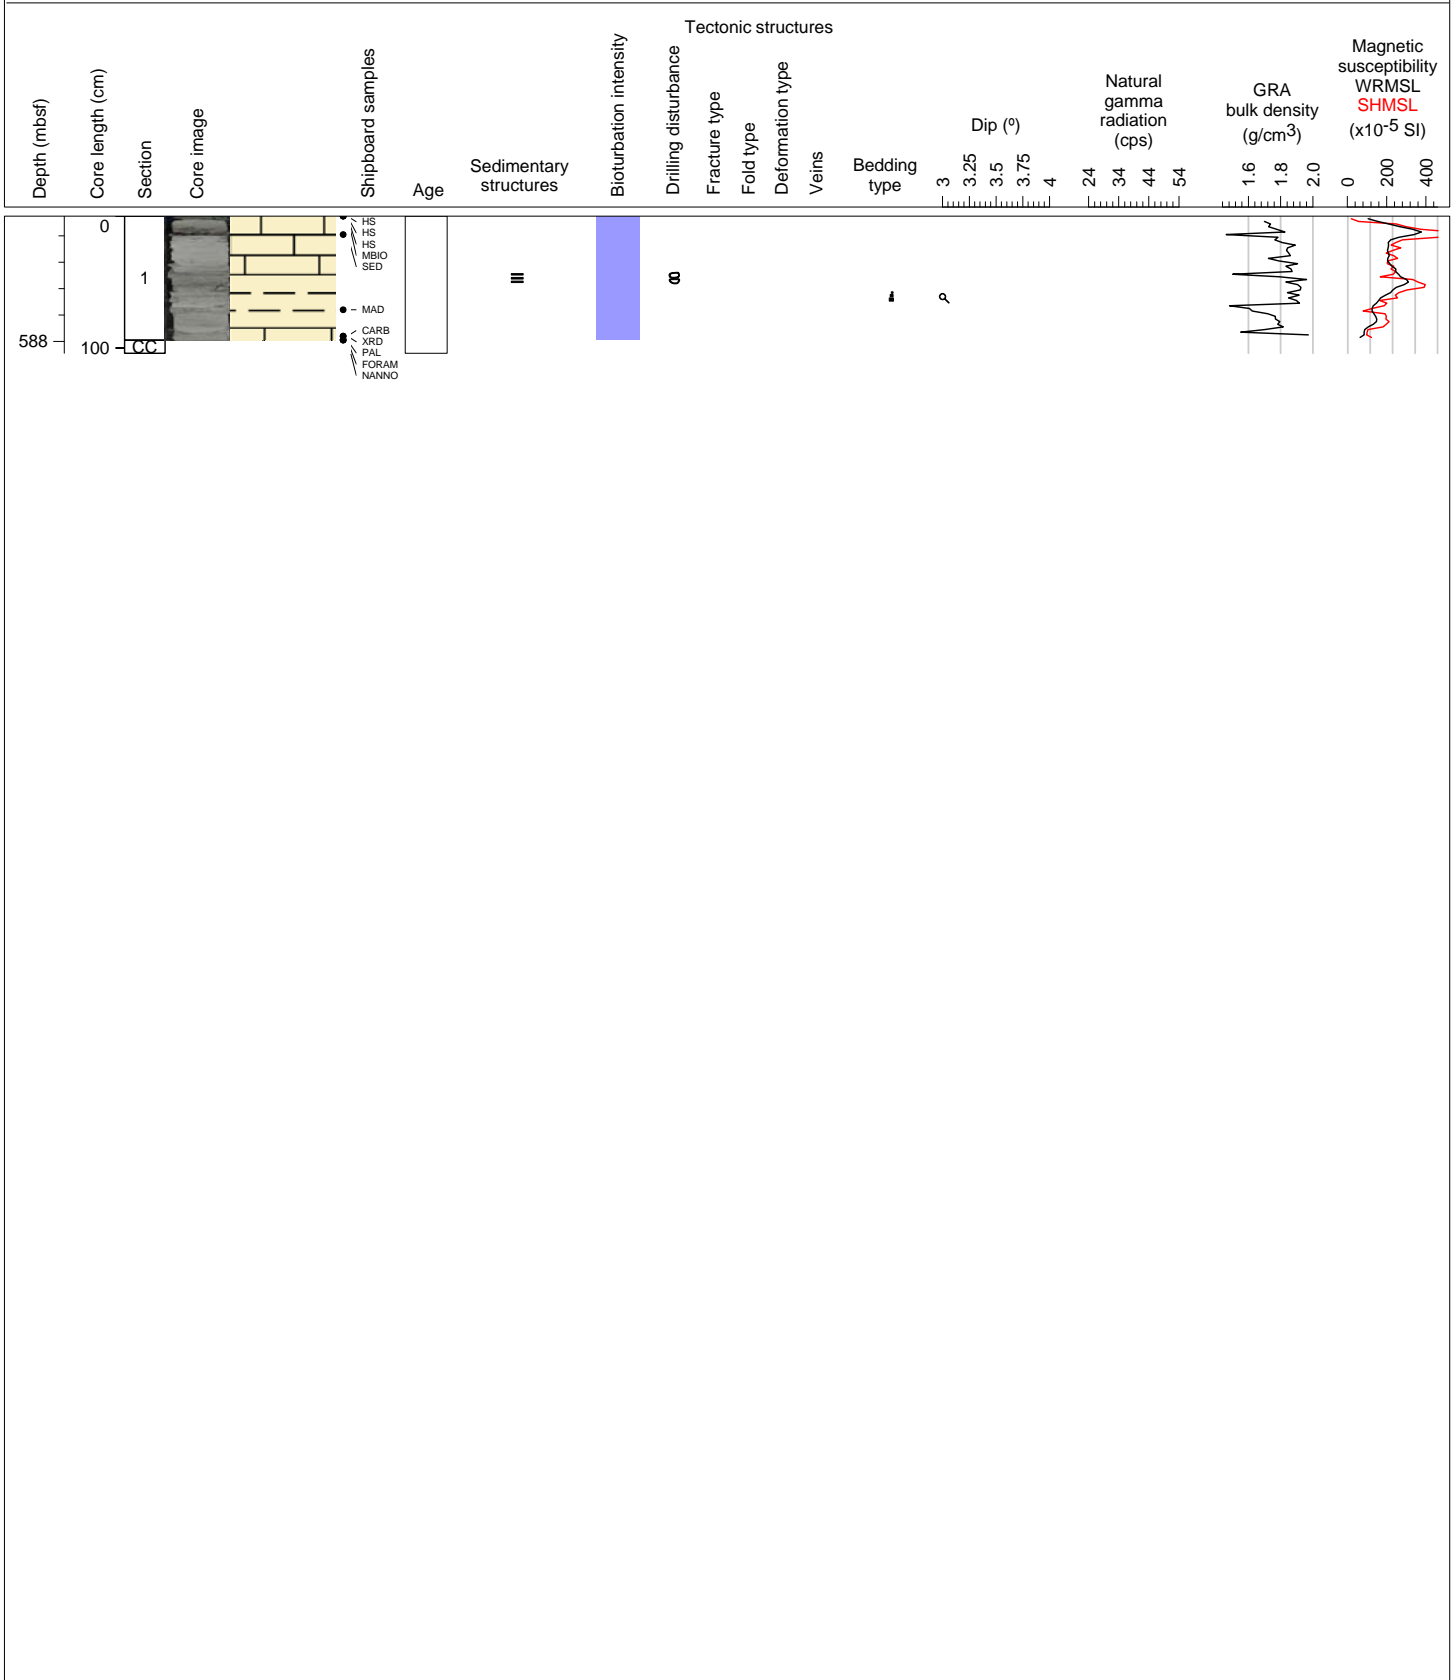 Tectonic structures
Depth (mbsf)
Core length (cm)
Section
Core image
Shipboard samples
Age
Sedimentary
structures
Bioturbation intensity
Drilling disturbance
Fracture type
Fold type
Deformation type
Veins
Bedding
type
Dip (º)
3 3.25 3.5 3.75 4
Natural
gamma
radiation
(cps)
24 34 44 54
GRA
bulk density
(g/cm3)
1.6 1.8 2.0
Magnetic
susceptibility
WRMSL
SHMSL
(x10-5 SI)
0 200 400
0
1
588
100
CC
HS
HS
HS
MBIO
SED
MAD
CARB
XRD
PAL
FORAM
NANNO